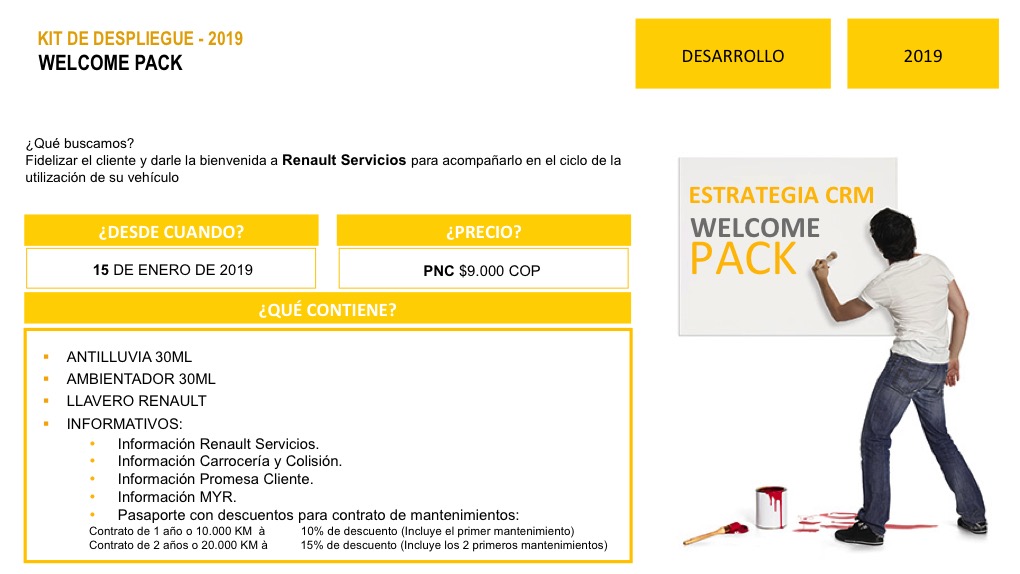 KIT DE DESPLIEGUE - 2019
WELCOME PACK
DESARROLLO
2019
¿Qué buscamos?
Fidelizar el cliente y darle la bienvenida a Renault Servicios para acompañarlo en el ciclo de la
utilización de su vehículo
¿DESDE CUANDO?
¿PRECIO?
15 DE ENERO DE 2019
PNC $9.000 COP
¿QUÉ CONTIENE?
▪ ANTILLUVIA 30ML
▪ AMBIENTADOR 30ML
▪ LLAVERO RENAULT
▪ INFORMATIVOS:
• Información Renault Servicios.
• Información Carrocería y Colisión.
• Información Promesa Cliente.
• Información MYR.
• Pasaporte con descuentos para contrato de mantenimientos:
Contrato de 1 año o 10.000 KM à 10% de descuento (Incluye el primer mantenimiento)
Contrato de 2 años o 20.000 KM à 15% de descuento (Incluye los 2 primeros mantenimientos)
ESTRATEGIA CRM
WELCOME
PACK